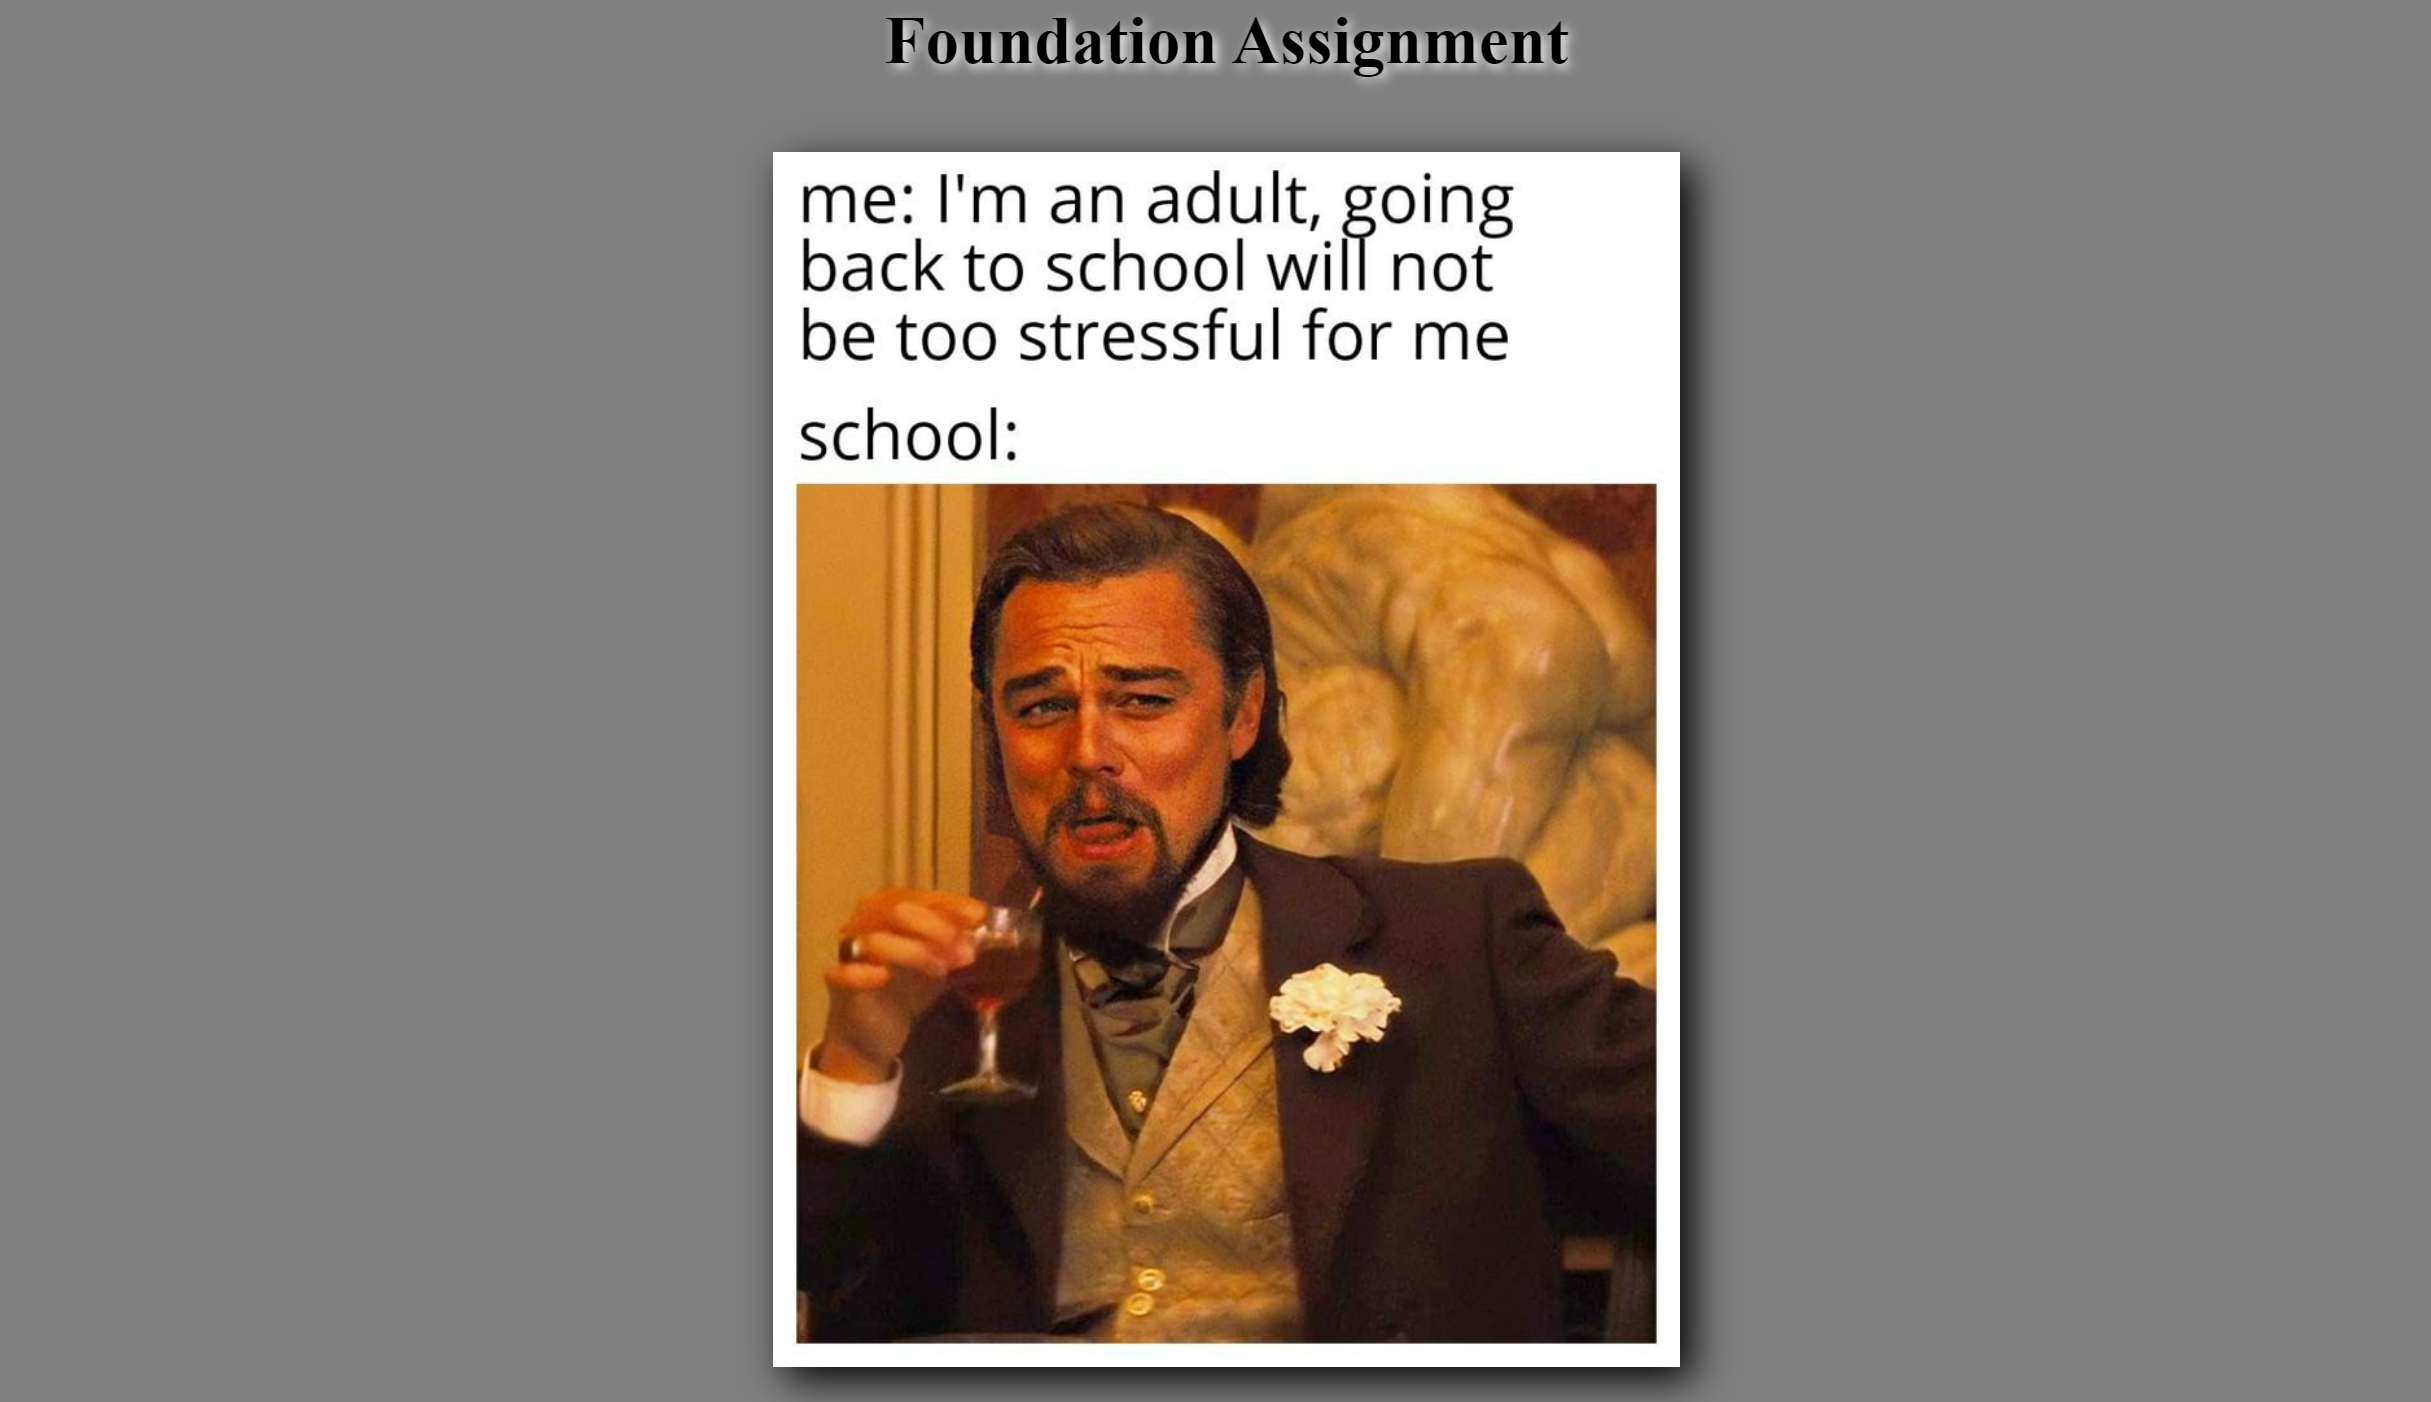 Foundation Assignment
me: I'm an adult, going
back to school will not
be too stressful for me
school: